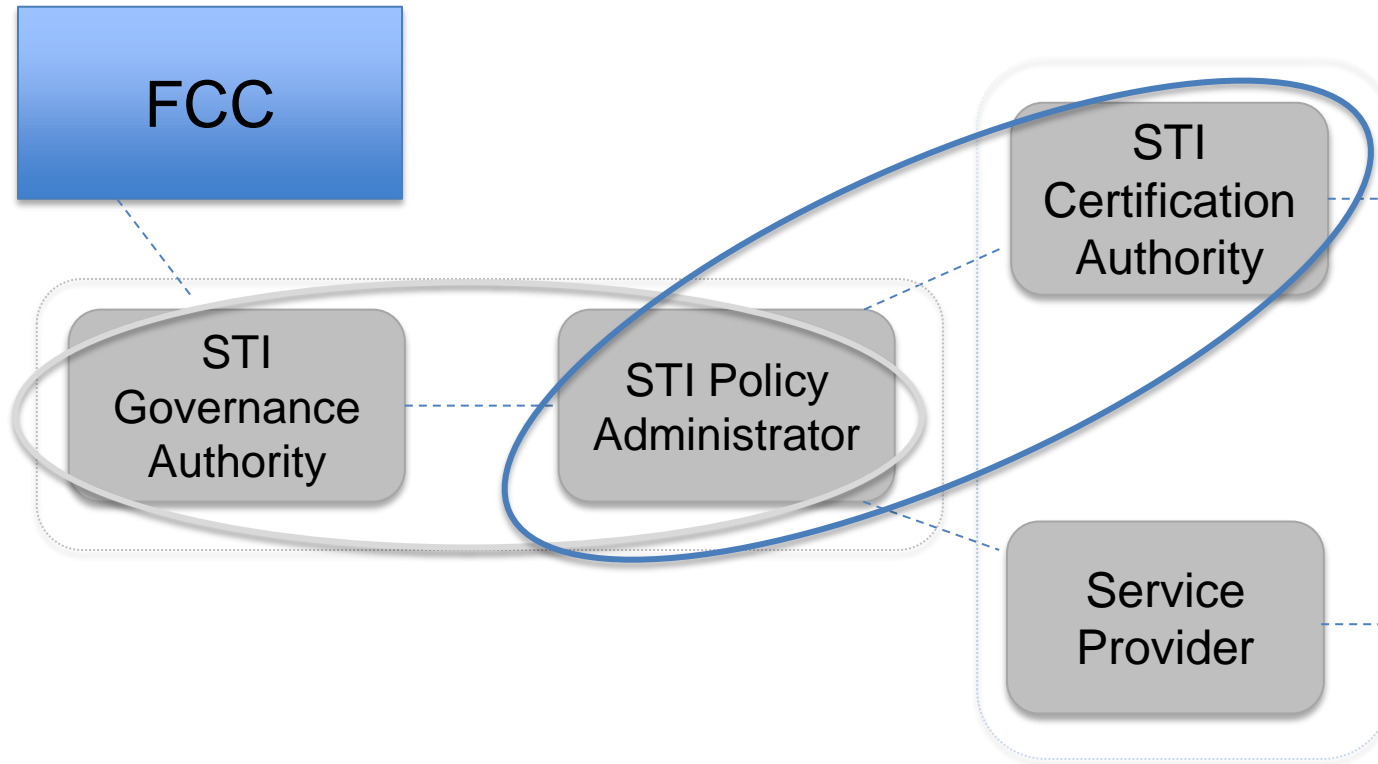 FCC
STI
Certification
Authority
STI
Governance
Authority
STI Policy
Administrator
Service
Provider